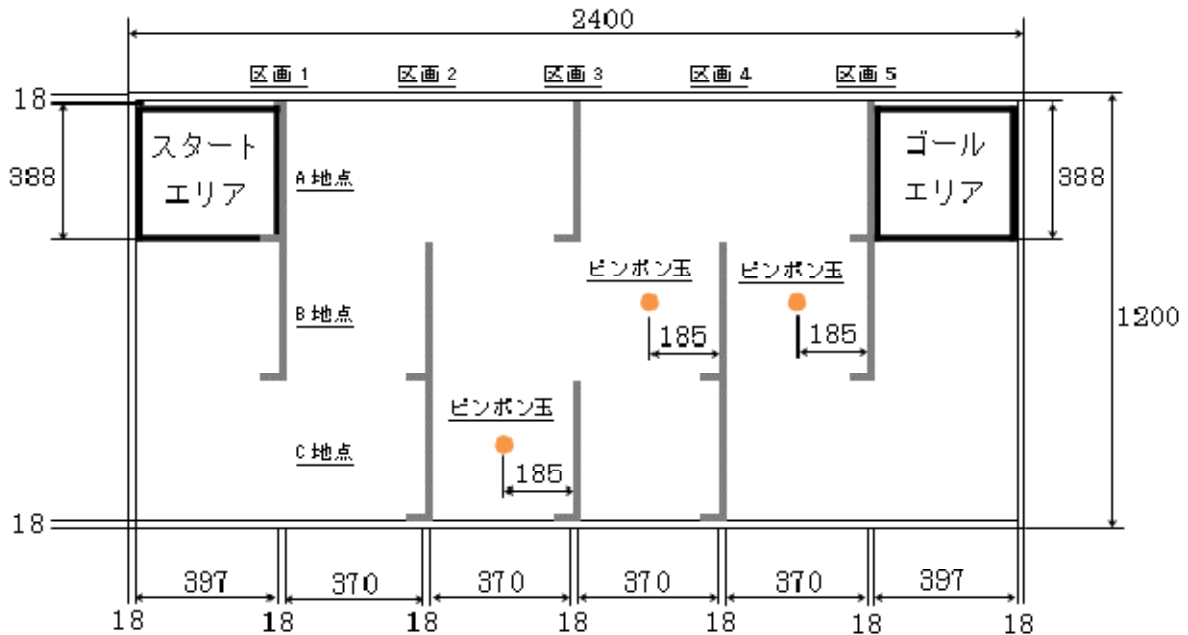 2400
区画1 区画2 区画3 区画4 区画5
18
スタート
エリア
ゴール
エリア
388
388
A地点
ピンポン玉 ピンポン玉
B地点
185 185
1200
ピンポン玉
C地点
185
18
397 370 370 370 370 397
18 18 18 18 18 18 18